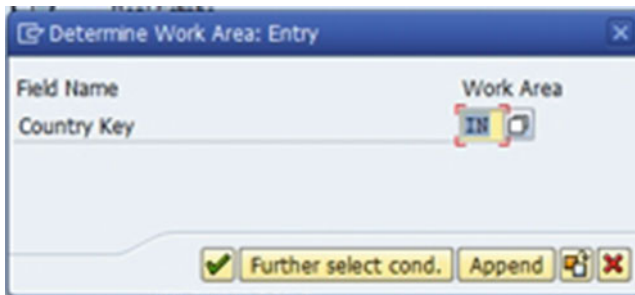 Determine Work Area: Entry
Field Name Work Area
Country Key IN
Further select cond. Append